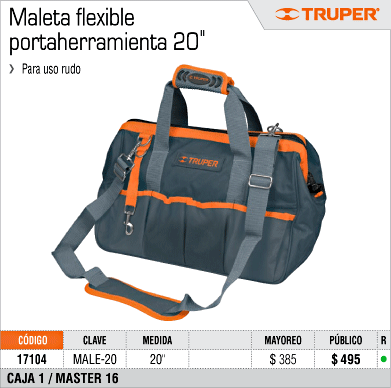 Maleta flexible
portaherramienta 20"
TRUPER®
› Para uso rudo
TRUPER
CÓDIGO CLAVE MEDIDA MAYOREO PÚBLICO R
17104 MALE-20 20" $ 385 $ 495 ●
CAJA 1 / MASTER 16